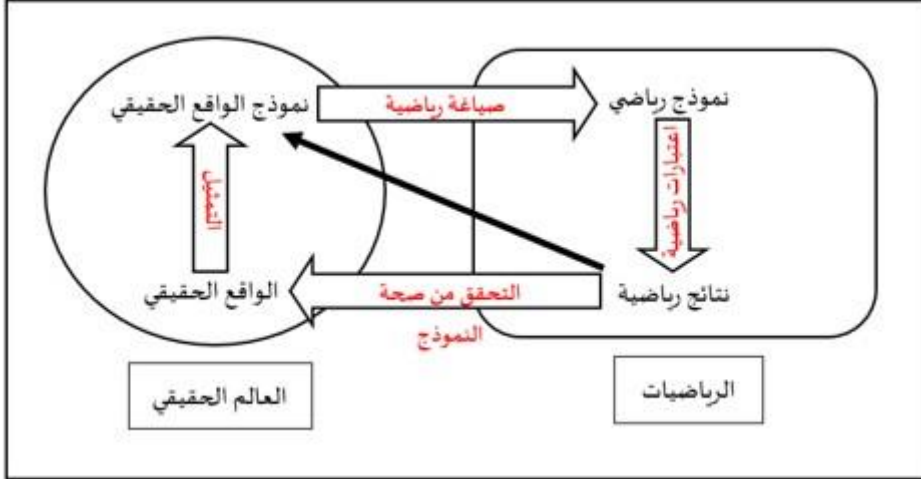 نموذج الواقع الحقيقي
صياغة رياضية
نموذج رياضي
التمثيل
اعتبارات رياضية
الواقع الحقيقي
التحقق من صحة
النموذج
نتائج رياضية
العالم الحقيقي
الرياضيات